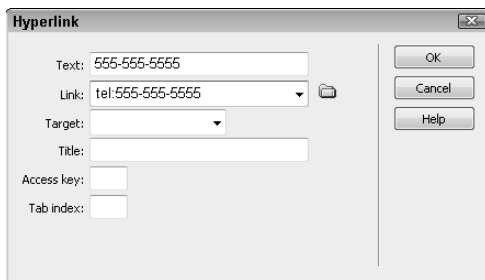 Hyperlink
Text: 555-555-5555
Link: tel:555-555-5555
Target:
Title:
Access key:
Tab index:
OK
Cancel
Help